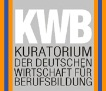 KWB
KURATORIUM
DER DEUTSCHEN
WIRTSCHAFT FÜR
BERUFSBILDUNG